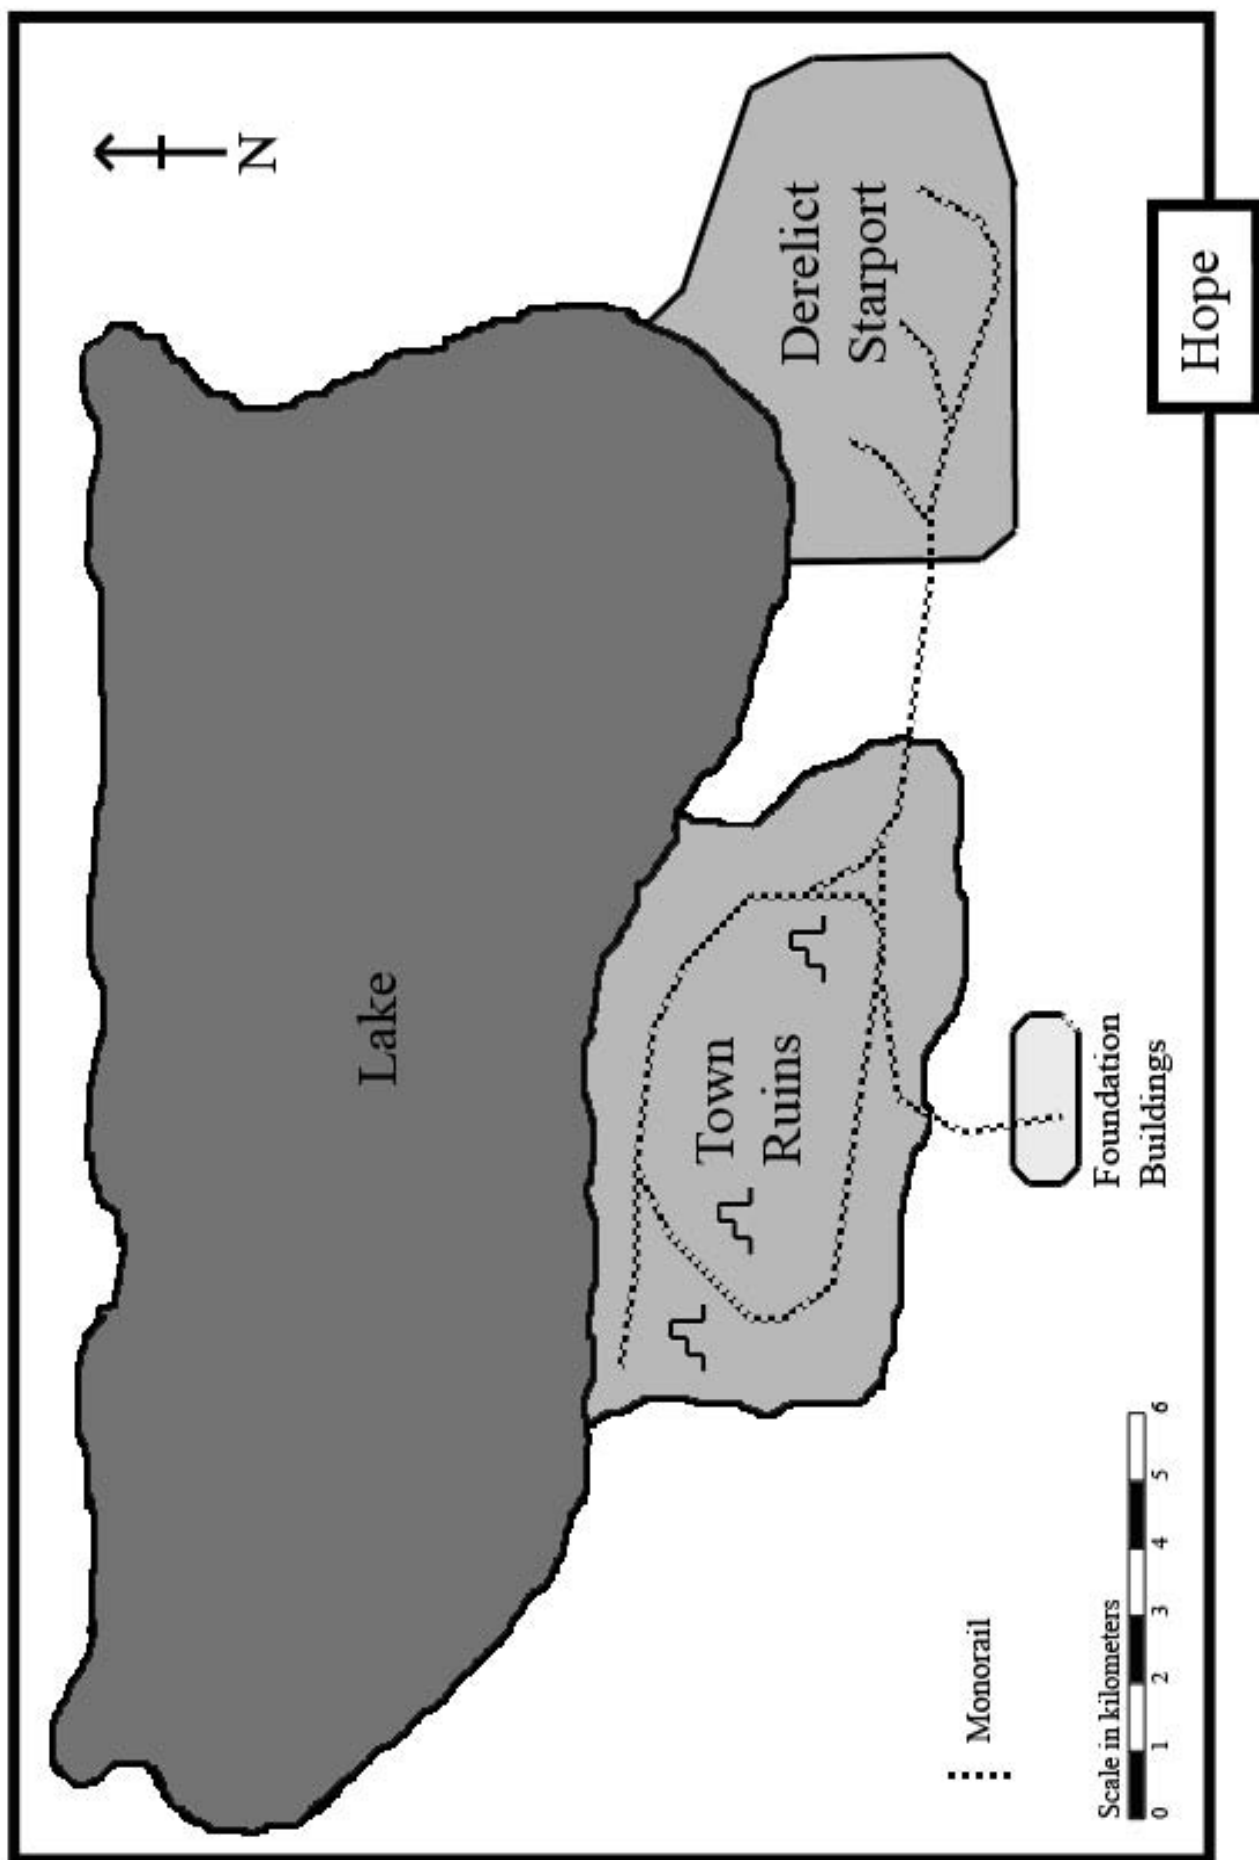 N
Lake
Derelict
Starport
Town
Ruins
Foundation
Buildings
Monorail
Scale in kilometers
0 1 2 3 4 5 6
Hope